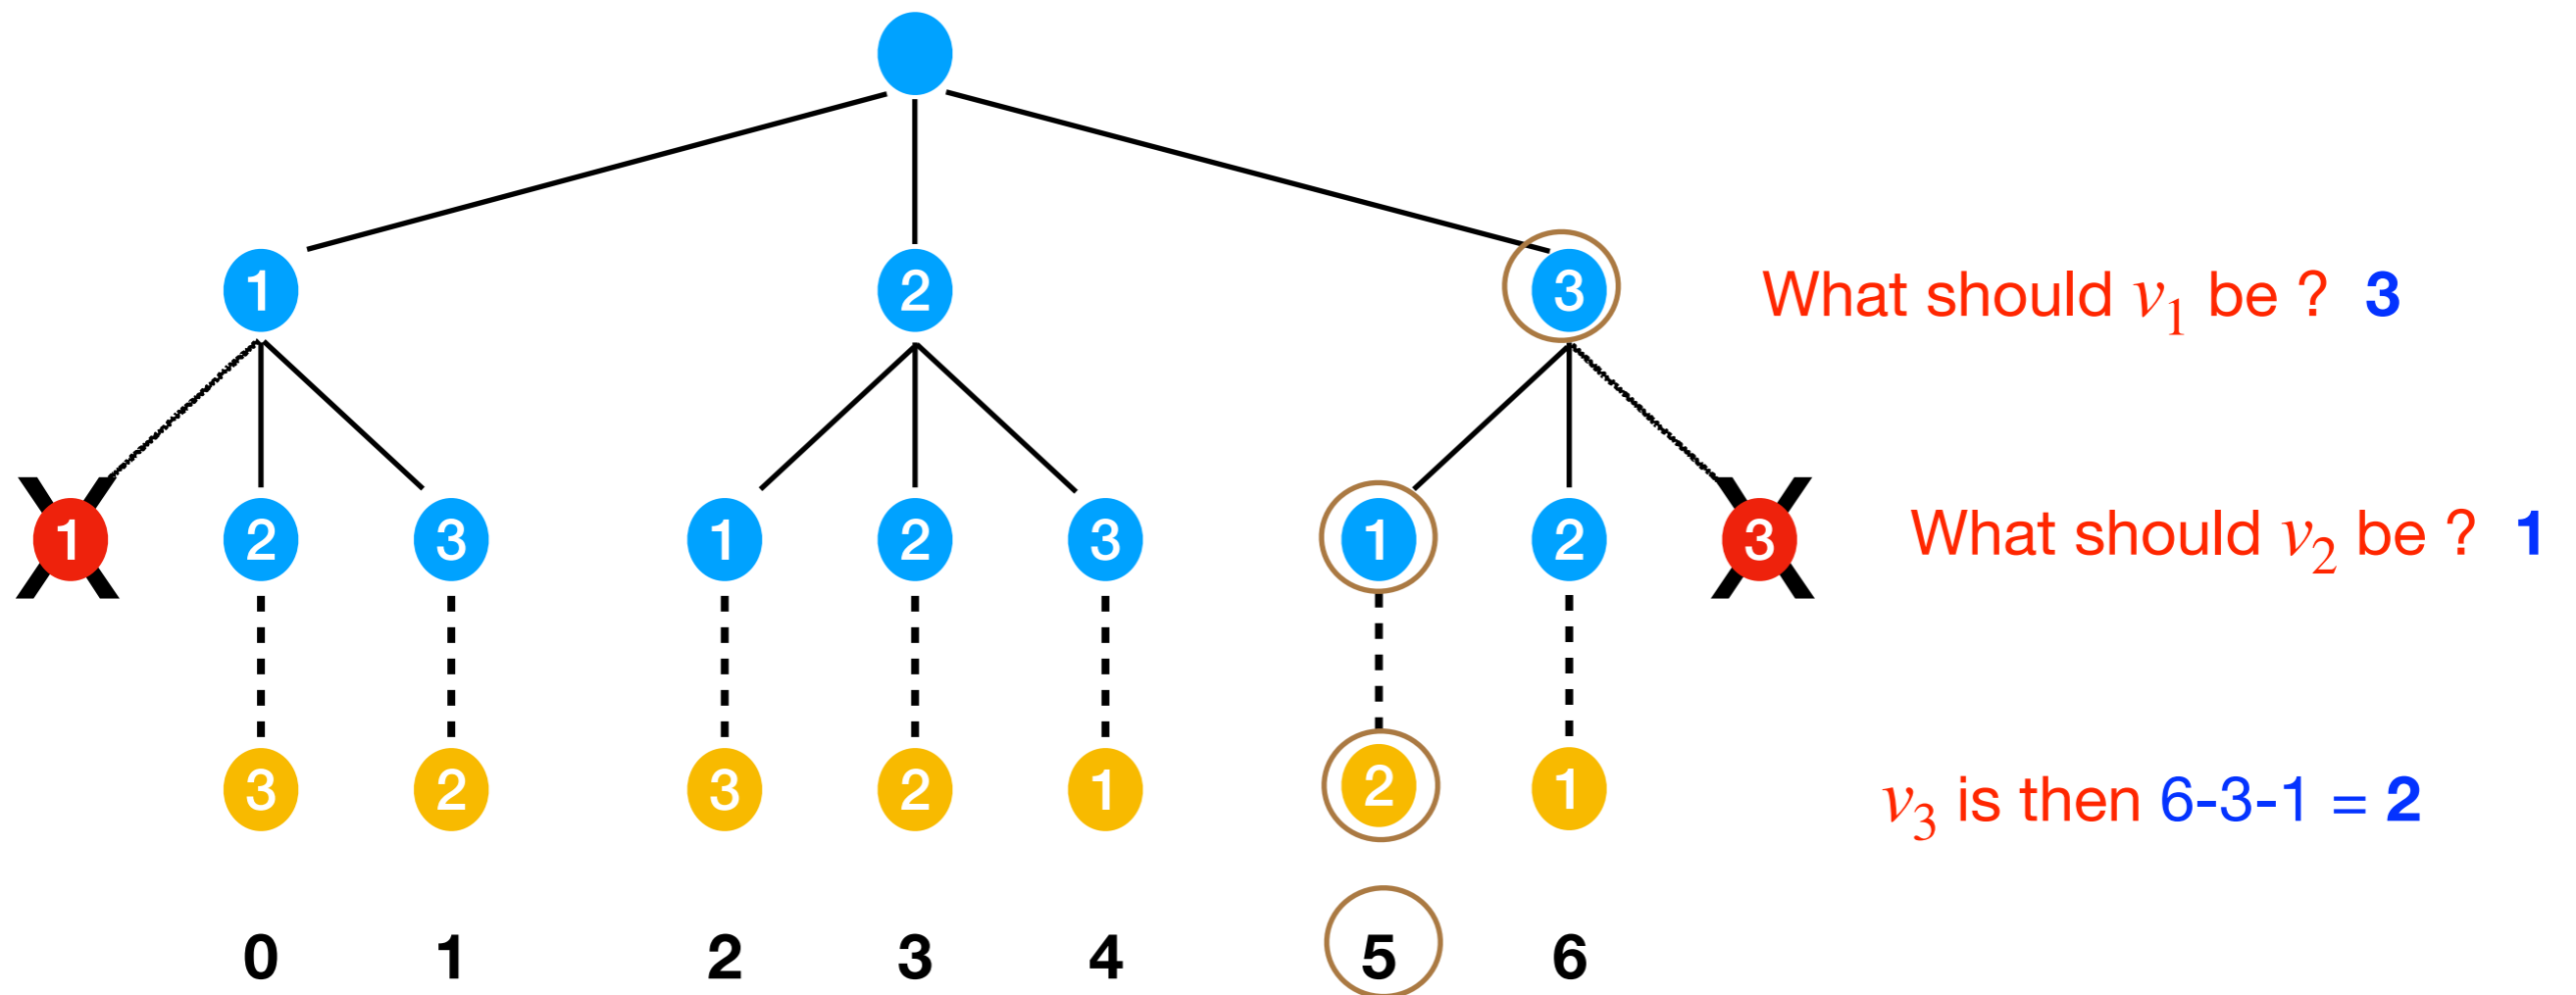 1 2 3 What should v₁ be ? 3
1 2 3 1 2 3 1 2 3 What should v₂ be ? 1
3 2 3 2 1 2 1 v₃ is then 6-3-1 = 2
0 1 2 3 4 5 6